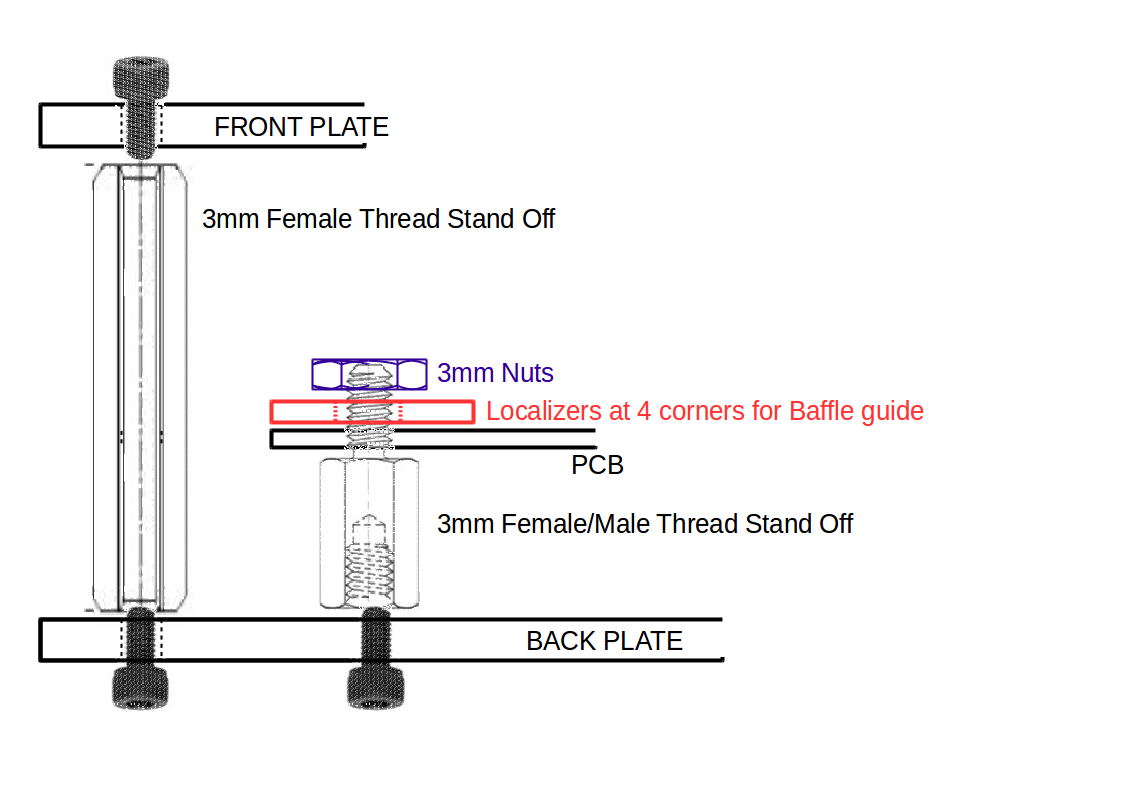 FRONT PLATE
3mm Female Thread Stand Off
3mm Nuts
Localizers at 4 corners for Baffle guide
PCB
3mm Female/Male Thread Stand Off
BACK PLATE